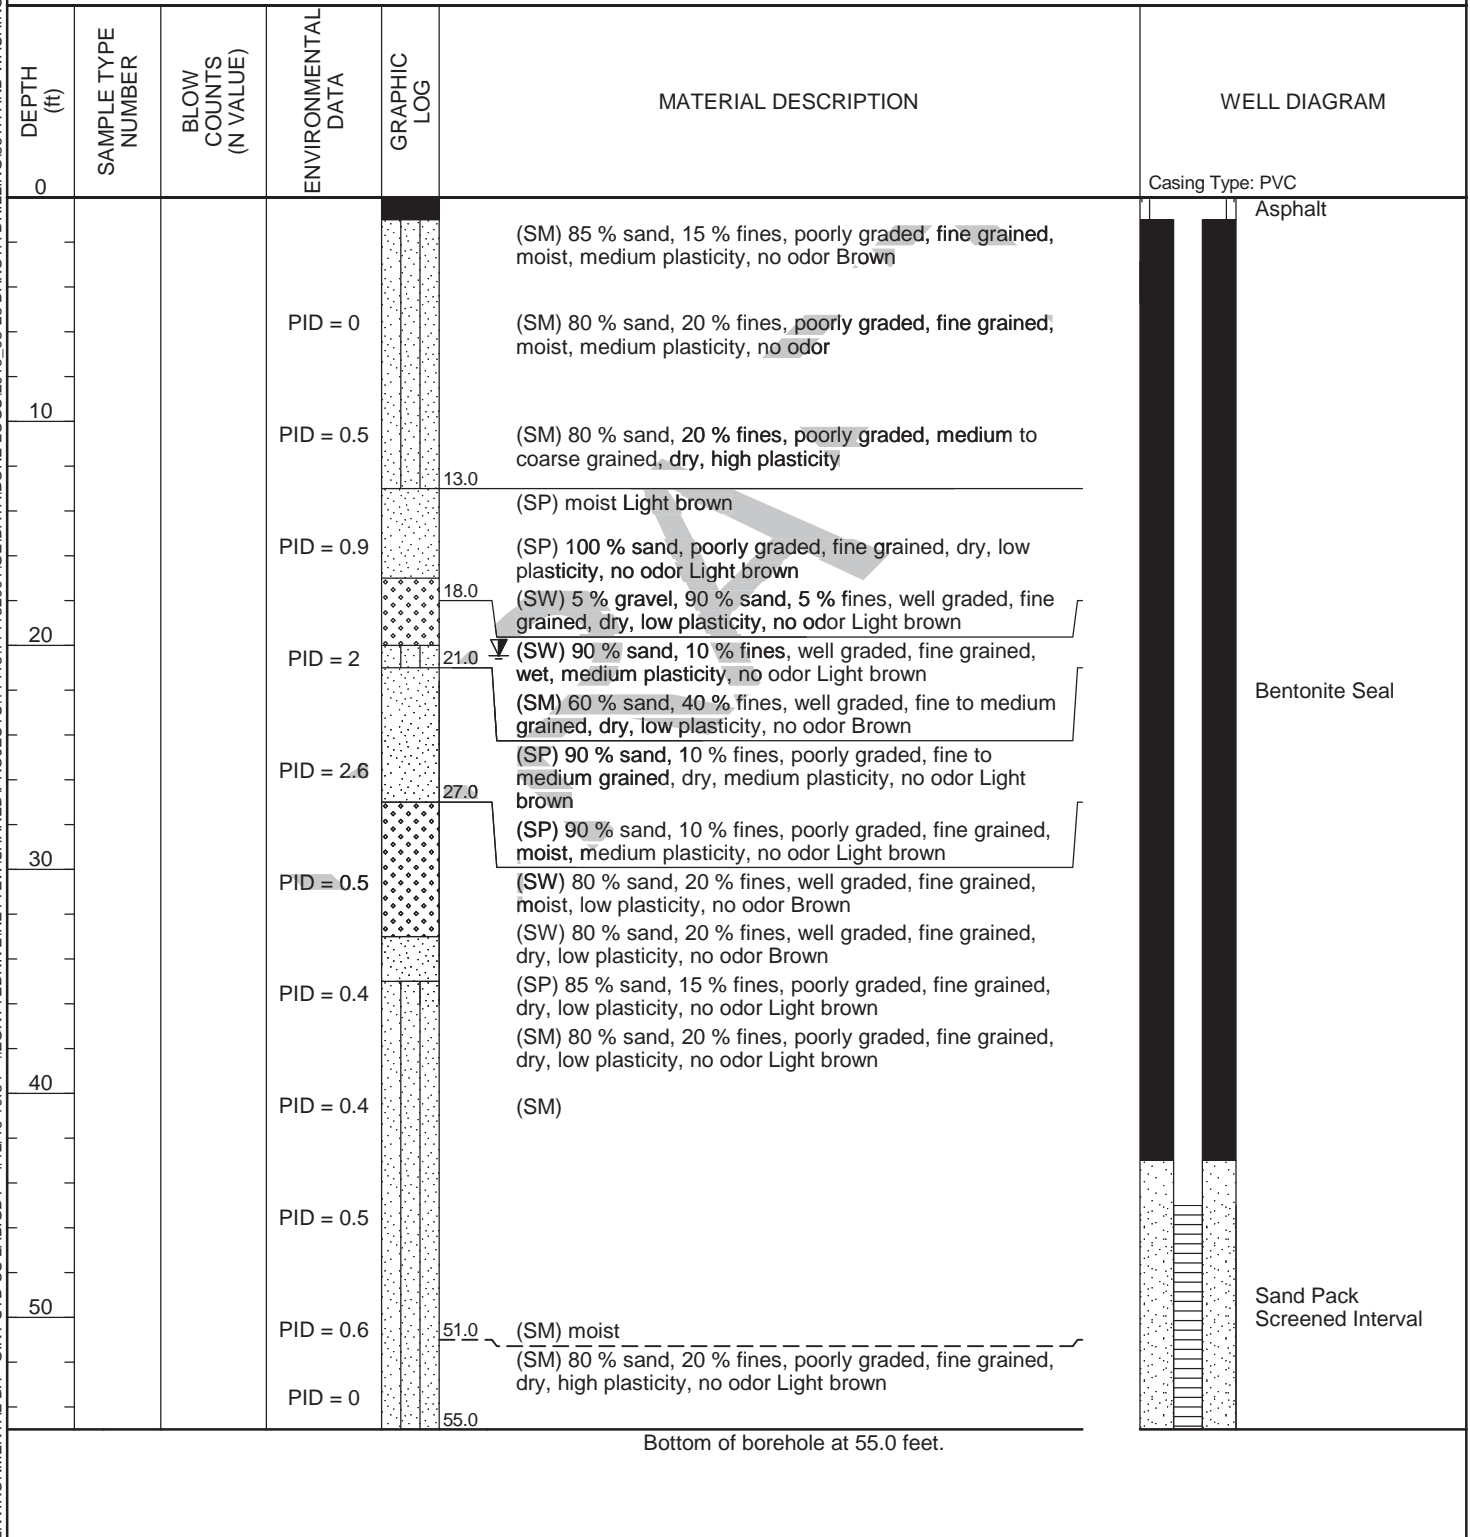 DEPTH
(ft)
SAMPLE TYPE
NUMBER
BLOW
COUNTS
(N VALUE)
ENVIRONMENTAL
DATA
GRAPHIC
LOG
MATERIAL DESCRIPTION
WELL DIAGRAM
0
Casing Type: PVC
Asphalt
(SM) 85 % sand, 15 % fines, poorly graded, fine grained,
moist, medium plasticity, no odor Brown
PID = 0
(SM) 80 % sand, 20 % fines, poorly graded, fine grained,
moist, medium plasticity, no odor
10
PID = 0.5
(SM) 80 % sand, 20 % fines, poorly graded, medium to
coarse grained, dry, high plasticity
13.0
(SP) moist Light brown
PID = 0.9
(SP) 100 % sand, poorly graded, fine grained, dry, low
plasticity, no odor Light brown
18.0
(SW) 5 % gravel, 90 % sand, 5 % fines, well graded, fine
grained, dry, low plasticity, no odor Light brown
20
PID = 2
21.0
(SW) 90 % sand, 10 % fines, well graded, fine grained,
wet, medium plasticity, no odor Light brown
Bentonite Seal
(SM) 60 % sand, 40 % fines, well graded, fine to medium
grained, dry, low plasticity, no odor Brown
PID = 2.6
(SP) 90 % sand, 10 % fines, poorly graded, fine to
medium grained, dry, medium plasticity, no odor Light
brown
27.0
(SP) 90 % sand, 10 % fines, poorly graded, fine grained,
moist, medium plasticity, no odor Light brown
30
PID = 0.5
(SW) 80 % sand, 20 % fines, well graded, fine grained,
moist, low plasticity, no odor Brown
(SW) 80 % sand, 20 % fines, well graded, fine grained,
dry, low plasticity, no odor Brown
PID = 0.4
(SP) 85 % sand, 15 % fines, poorly graded, fine grained,
dry, low plasticity, no odor Light brown
(SM) 80 % sand, 20 % fines, poorly graded, fine grained,
dry, low plasticity, no odor Light brown
40
PID = 0.4
(SM)
PID = 0.5
50
Sand Pack
Screened Interval
PID = 0.6
51.0
(SM) moist
(SM) 80 % sand, 20 % fines, poorly graded, fine grained,
dry, high plasticity, no odor Light brown
PID = 0
55.0
Bottom of borehole at 55.0 feet.